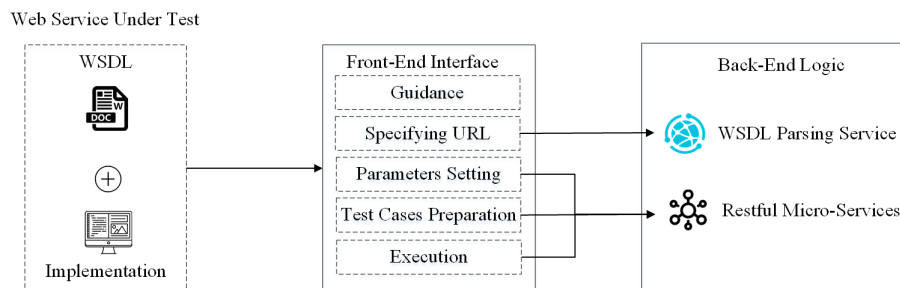 Web Service Under Test
WSDL
W
DOC
Implementation
Front-End Interface
Guidance
Specifying URL
Parameters Setting
Test Cases Preparation
Execution
Back-End Logic
WSDL Parsing Service
Restful Micro-Services